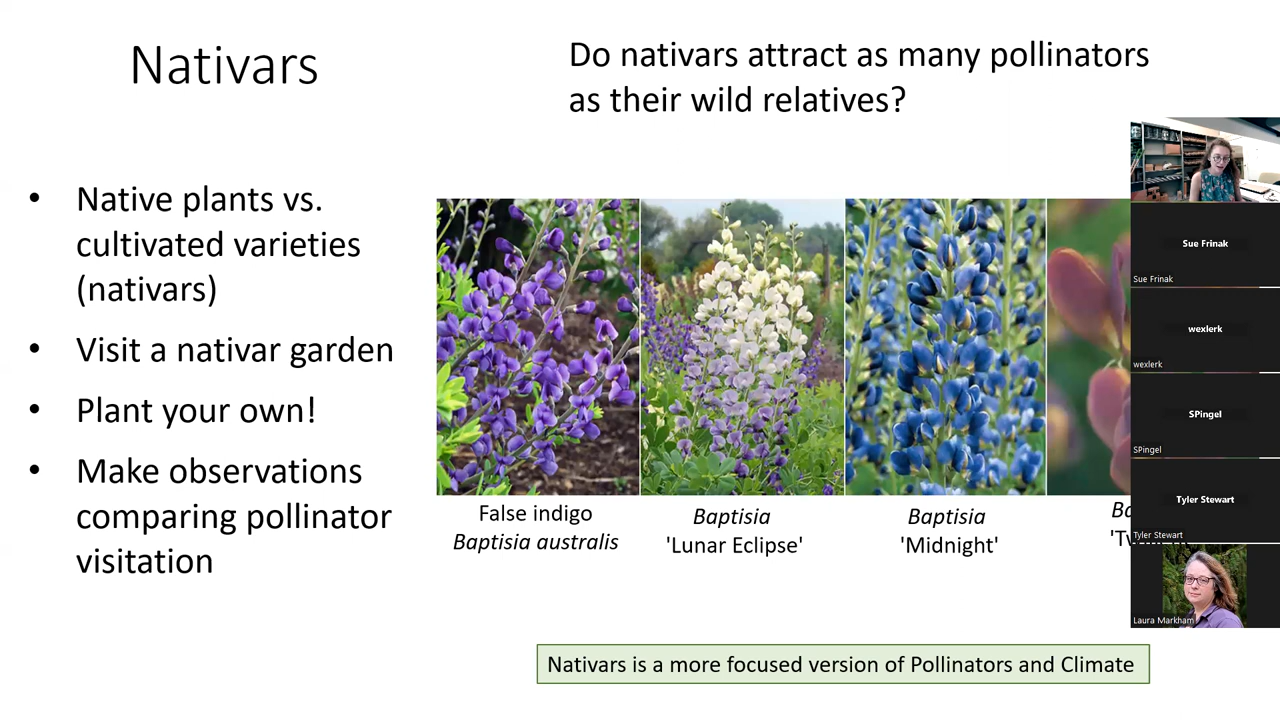 Nativars
Do nativars attract as many pollinators
as their wild relatives?
• Native plants vs.
cultivated varieties
(nativars)
• Visit a nativar garden
• Plant your own!
• Make observations
comparing pollinator
visitation
False indigo
Baptisia australis
Baptisia
'Lunar Eclipse'
Baptisia
'Midnight'
Nativars is a more focused version of Pollinators and Climate
Sue Frinak
Sue Frinak
wexlerk
wexlerk
SPingel
SPingel
Tyler Stewart
Tyler Stewart
Laura Markham